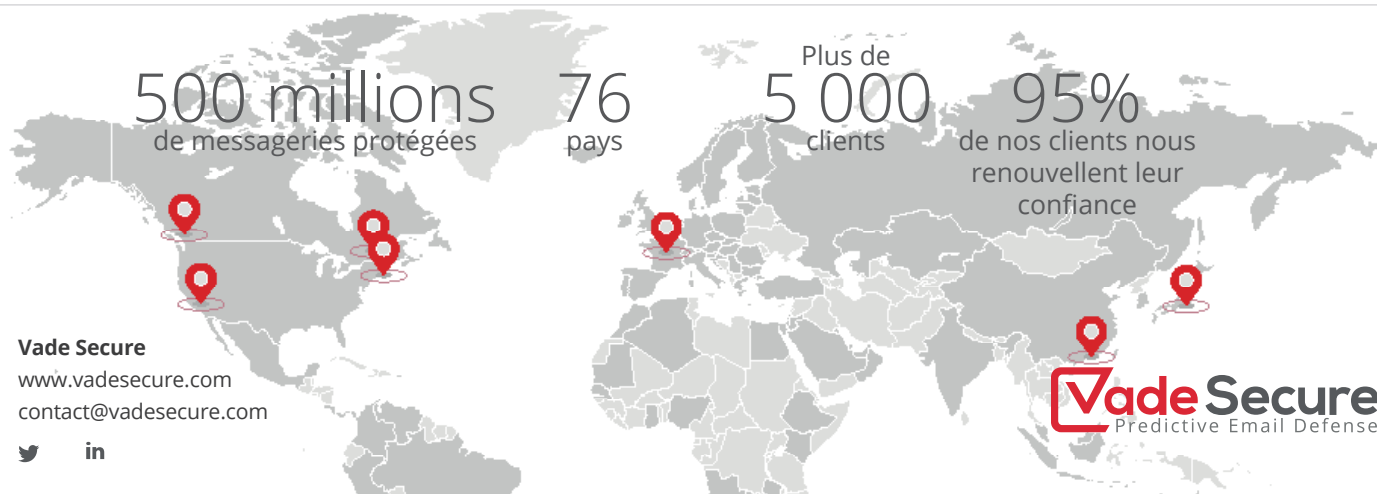 500 millions
de messageries protégées
76
pays
Plus de
5 000
clients
95%
de nos clients nous
renouvellent leur
confiance
Vade Secure
www.vadesecure.com
contact@vadesecure.com
in
Vade Secure
Predictive Email Defense